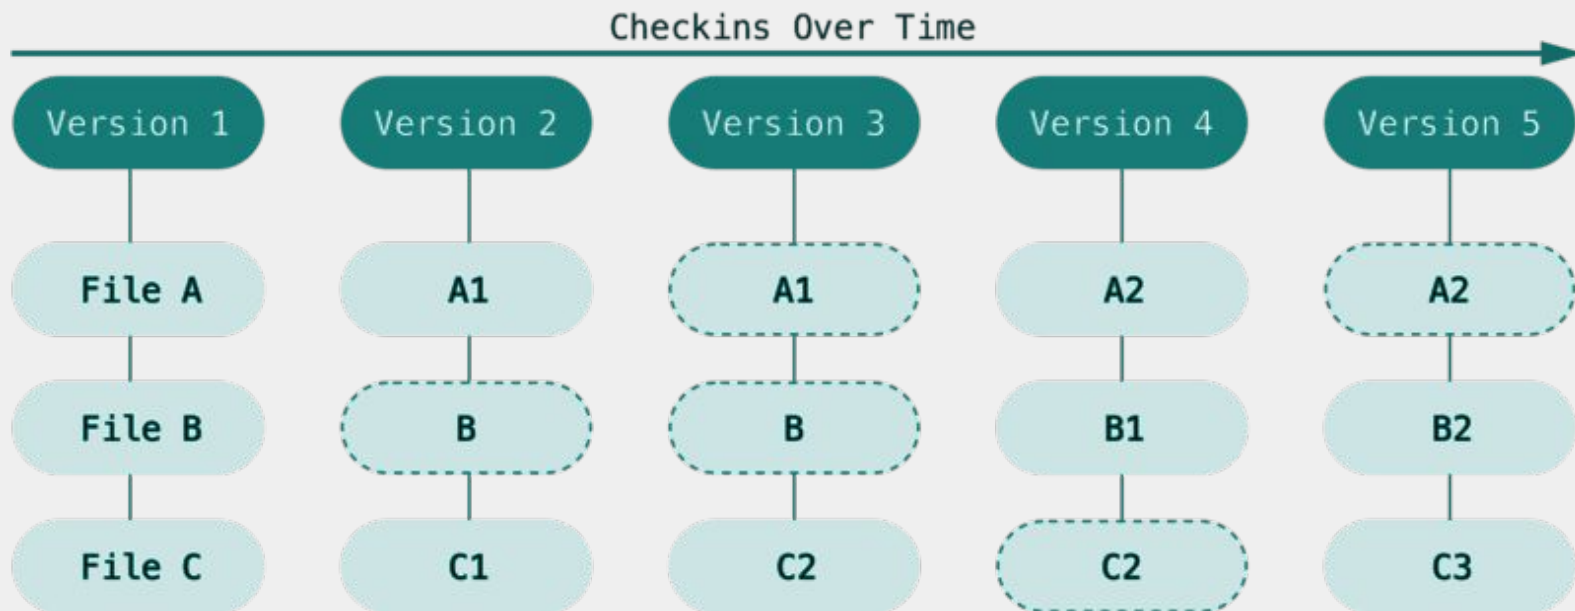 Checkins Over Time
Version 1 Version 2 Version 3 Version 4 Version 5
File A A1 A1 A2 A2
File B B B B1 B2
File C C1 C2 C2 C3